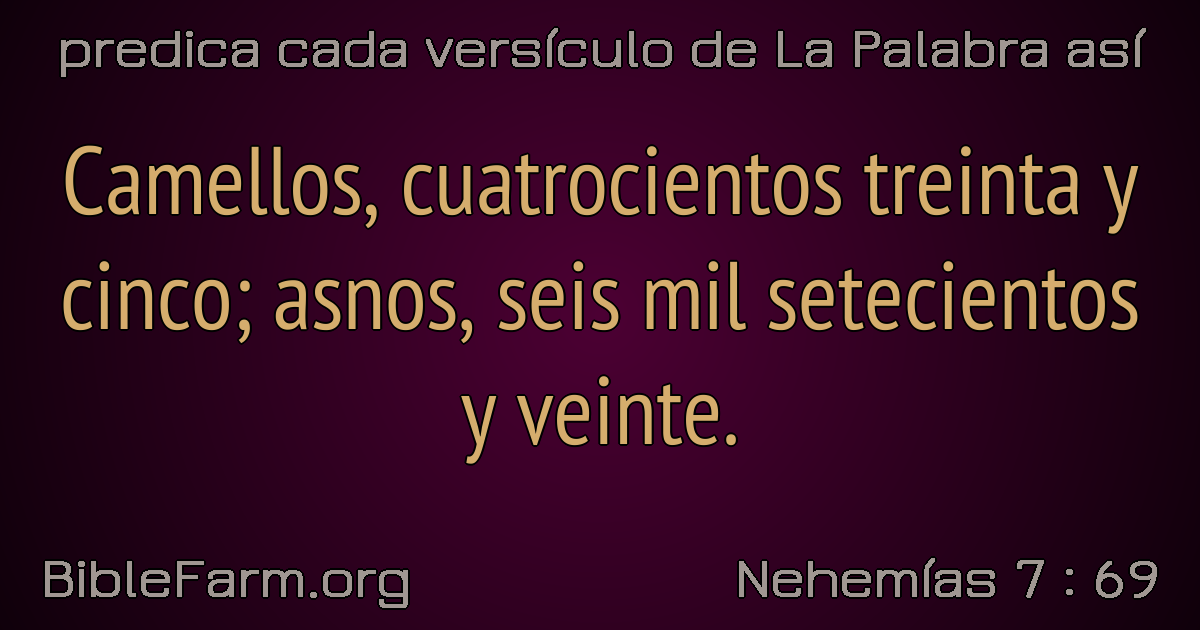 predica cada versículo de La Palabra así
Camellos, cuatrocientos treinta y
cinco; asnos, seis mil setecientos
y veinte.
BibleFarm.org
Nehemías 7 : 69